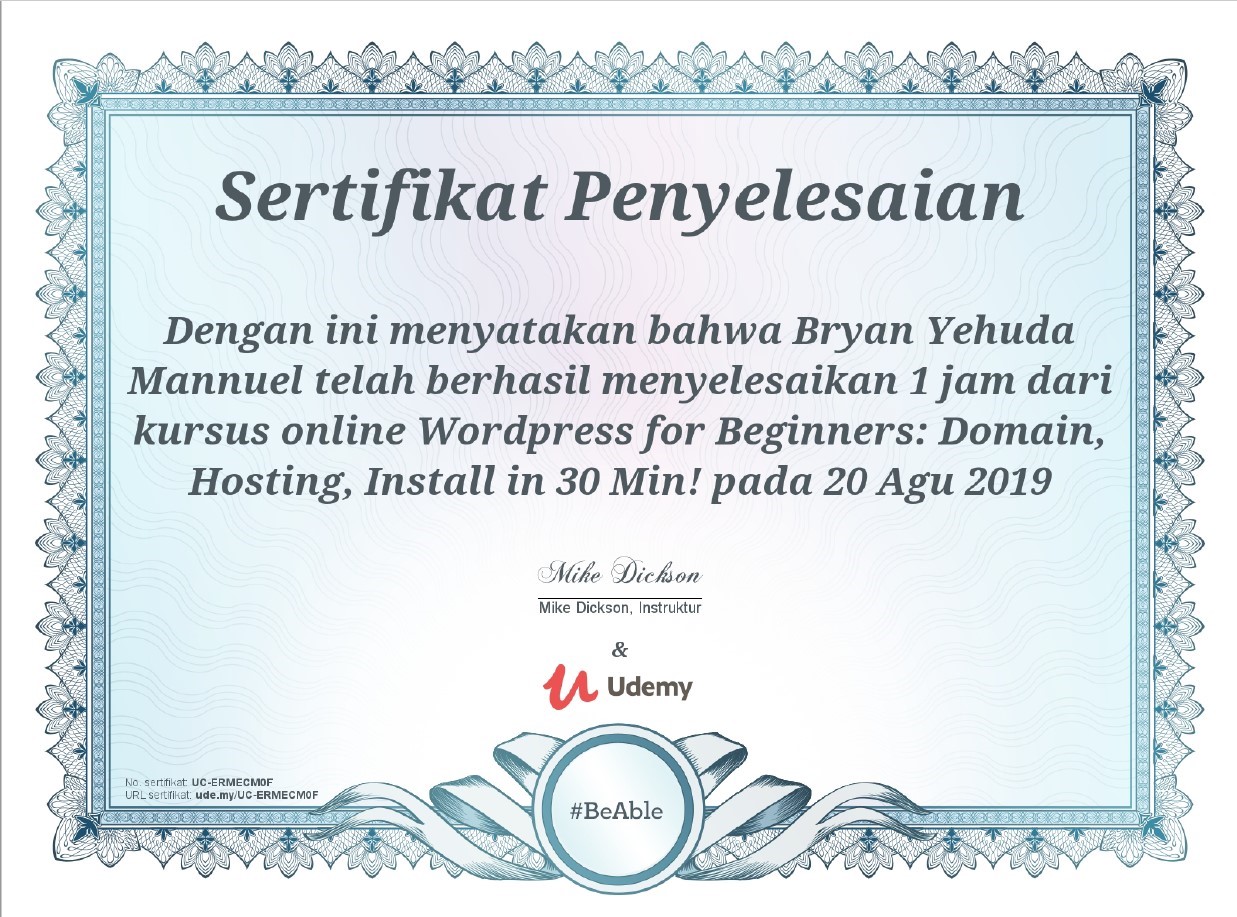 Sertifikat Penyelesaian
Dengan ini menyatakan bahwa Bryan Yehuda
Mannuel telah berhasil menyelesaikan 1 jam dari
kursus online Wordpress for Beginners: Domain,
Hosting, Install in 30 Min! pada 20 Agu 2019
Mike Dickson
Mike Dickson, Instruktur
&
Udemy
No. sertifikat: UC-ERMECM0F
URL sertifikat: ude.my/UC-ERMECM0F
#BeAble